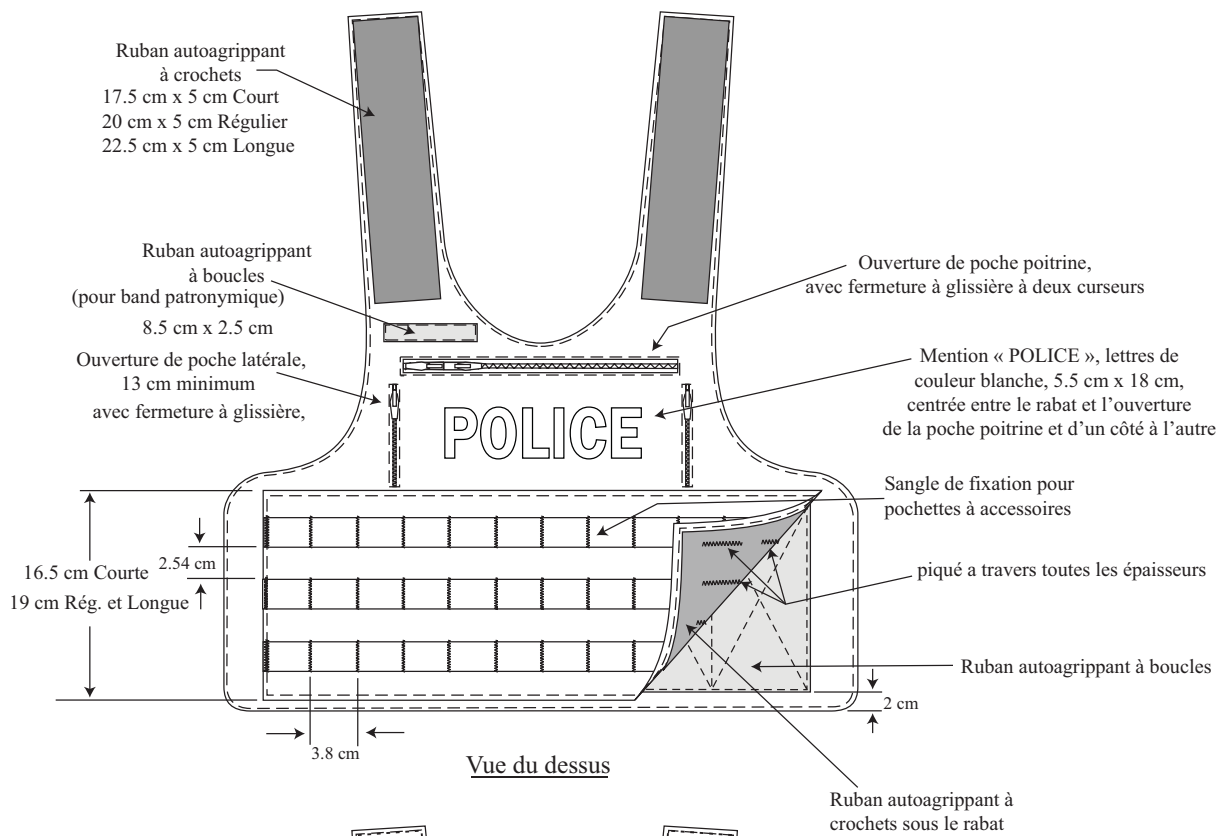 Ruban autoagrippant
à crochets
17.5 cm x 5 cm Court
20 cm x 5 cm Régulier
22.5 cm x 5 cm Longue
Ruban autoagrippant
à boucles
(pour band patronymique)
8.5 cm x 2.5 cm
Ouverture de poche latérale,
13 cm minimum
avec fermeture à glissière,
Ouverture de poche poitrine,
avec fermeture à glissière à deux curseurs
Mention « POLICE », lettres de
couleur blanche, 5.5 cm x 18 cm,
centrée entre le rabat et l’ouverture
de la poche poitrine et d’un côté à l’autre
POLICE
Sangle de fixation pour
pochettes à accessoires
2.54 cm
16.5 cm Courte
19 cm Rég. et Longue
piqué a travers toutes les épaisseurs
Ruban autoagrippant à boucles
2 cm
3.8 cm
Vue du dessus
Ruban autoagrippant à
crochets sous le rabat